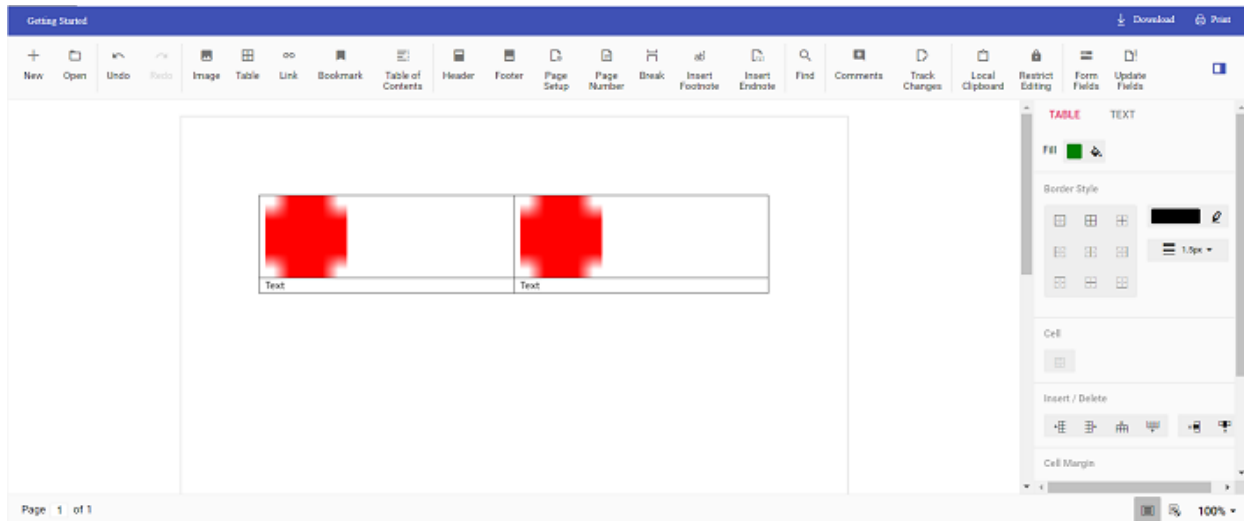 Getting Started
Download Print
New Open Undo Redo Image Table Link Bookmark Table of Contents Header Footer Page Setup Page Number Break Insert Footnote Insert Endnote Find Comments Track Changes Local Clipboard Restrict Editing Form Fields Update Fields
TABLE TEXT
Fill
Border Style
1.5px
Text Text
Cell
Insert / Delete
Cell Margin
Page 1 of 1
100%